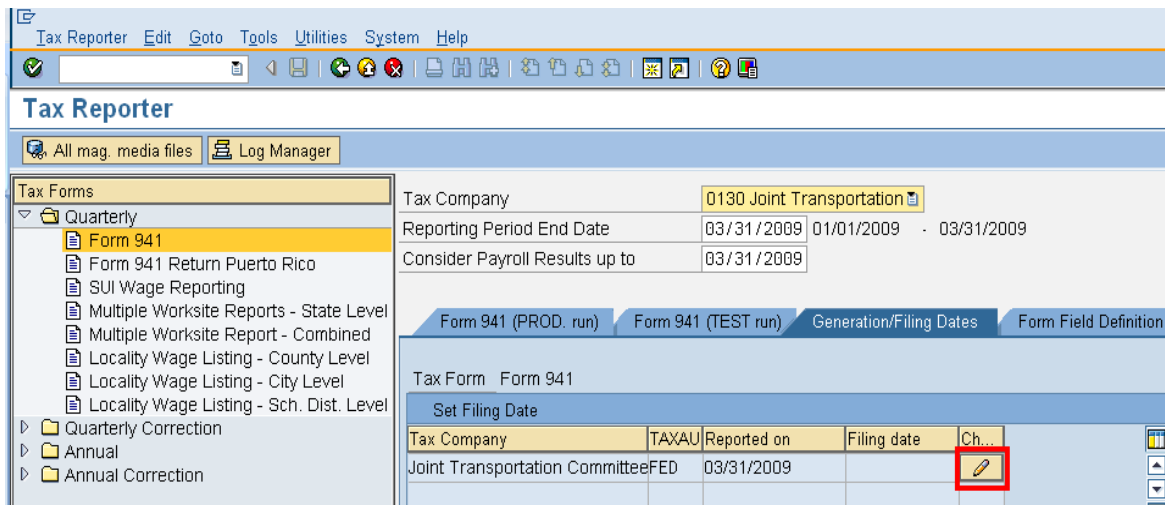 Tax Reporter Edit Goto Tools Utilities System Help
Tax Reporter
All mag. media files Log Manager
Tax Forms
Quarterly
Form 941
Form 941 Return Puerto Rico
SUI Wage Reporting
Multiple Worksite Reports - State Level
Multiple Worksite Report - Combined
Locality Wage Listing - County Level
Locality Wage Listing - City Level
Locality Wage Listing - Sch. Dist. Level
Quarterly Correction
Annual
Annual Correction
Tax Company 0130 Joint Transportation
Reporting Period End Date 03/31/2009 01/01/2009 - 03/31/2009
Consider Payroll Results up to 03/31/2009
Form 941 (PROD. run) Form 941 (TEST run) Generation/Filing Dates Form Field Definition
Tax Form Form 941
Set Filing Date
Tax Company TAXAU Reported on Filing date Ch...
Joint Transportation Committee FED 03/31/2009